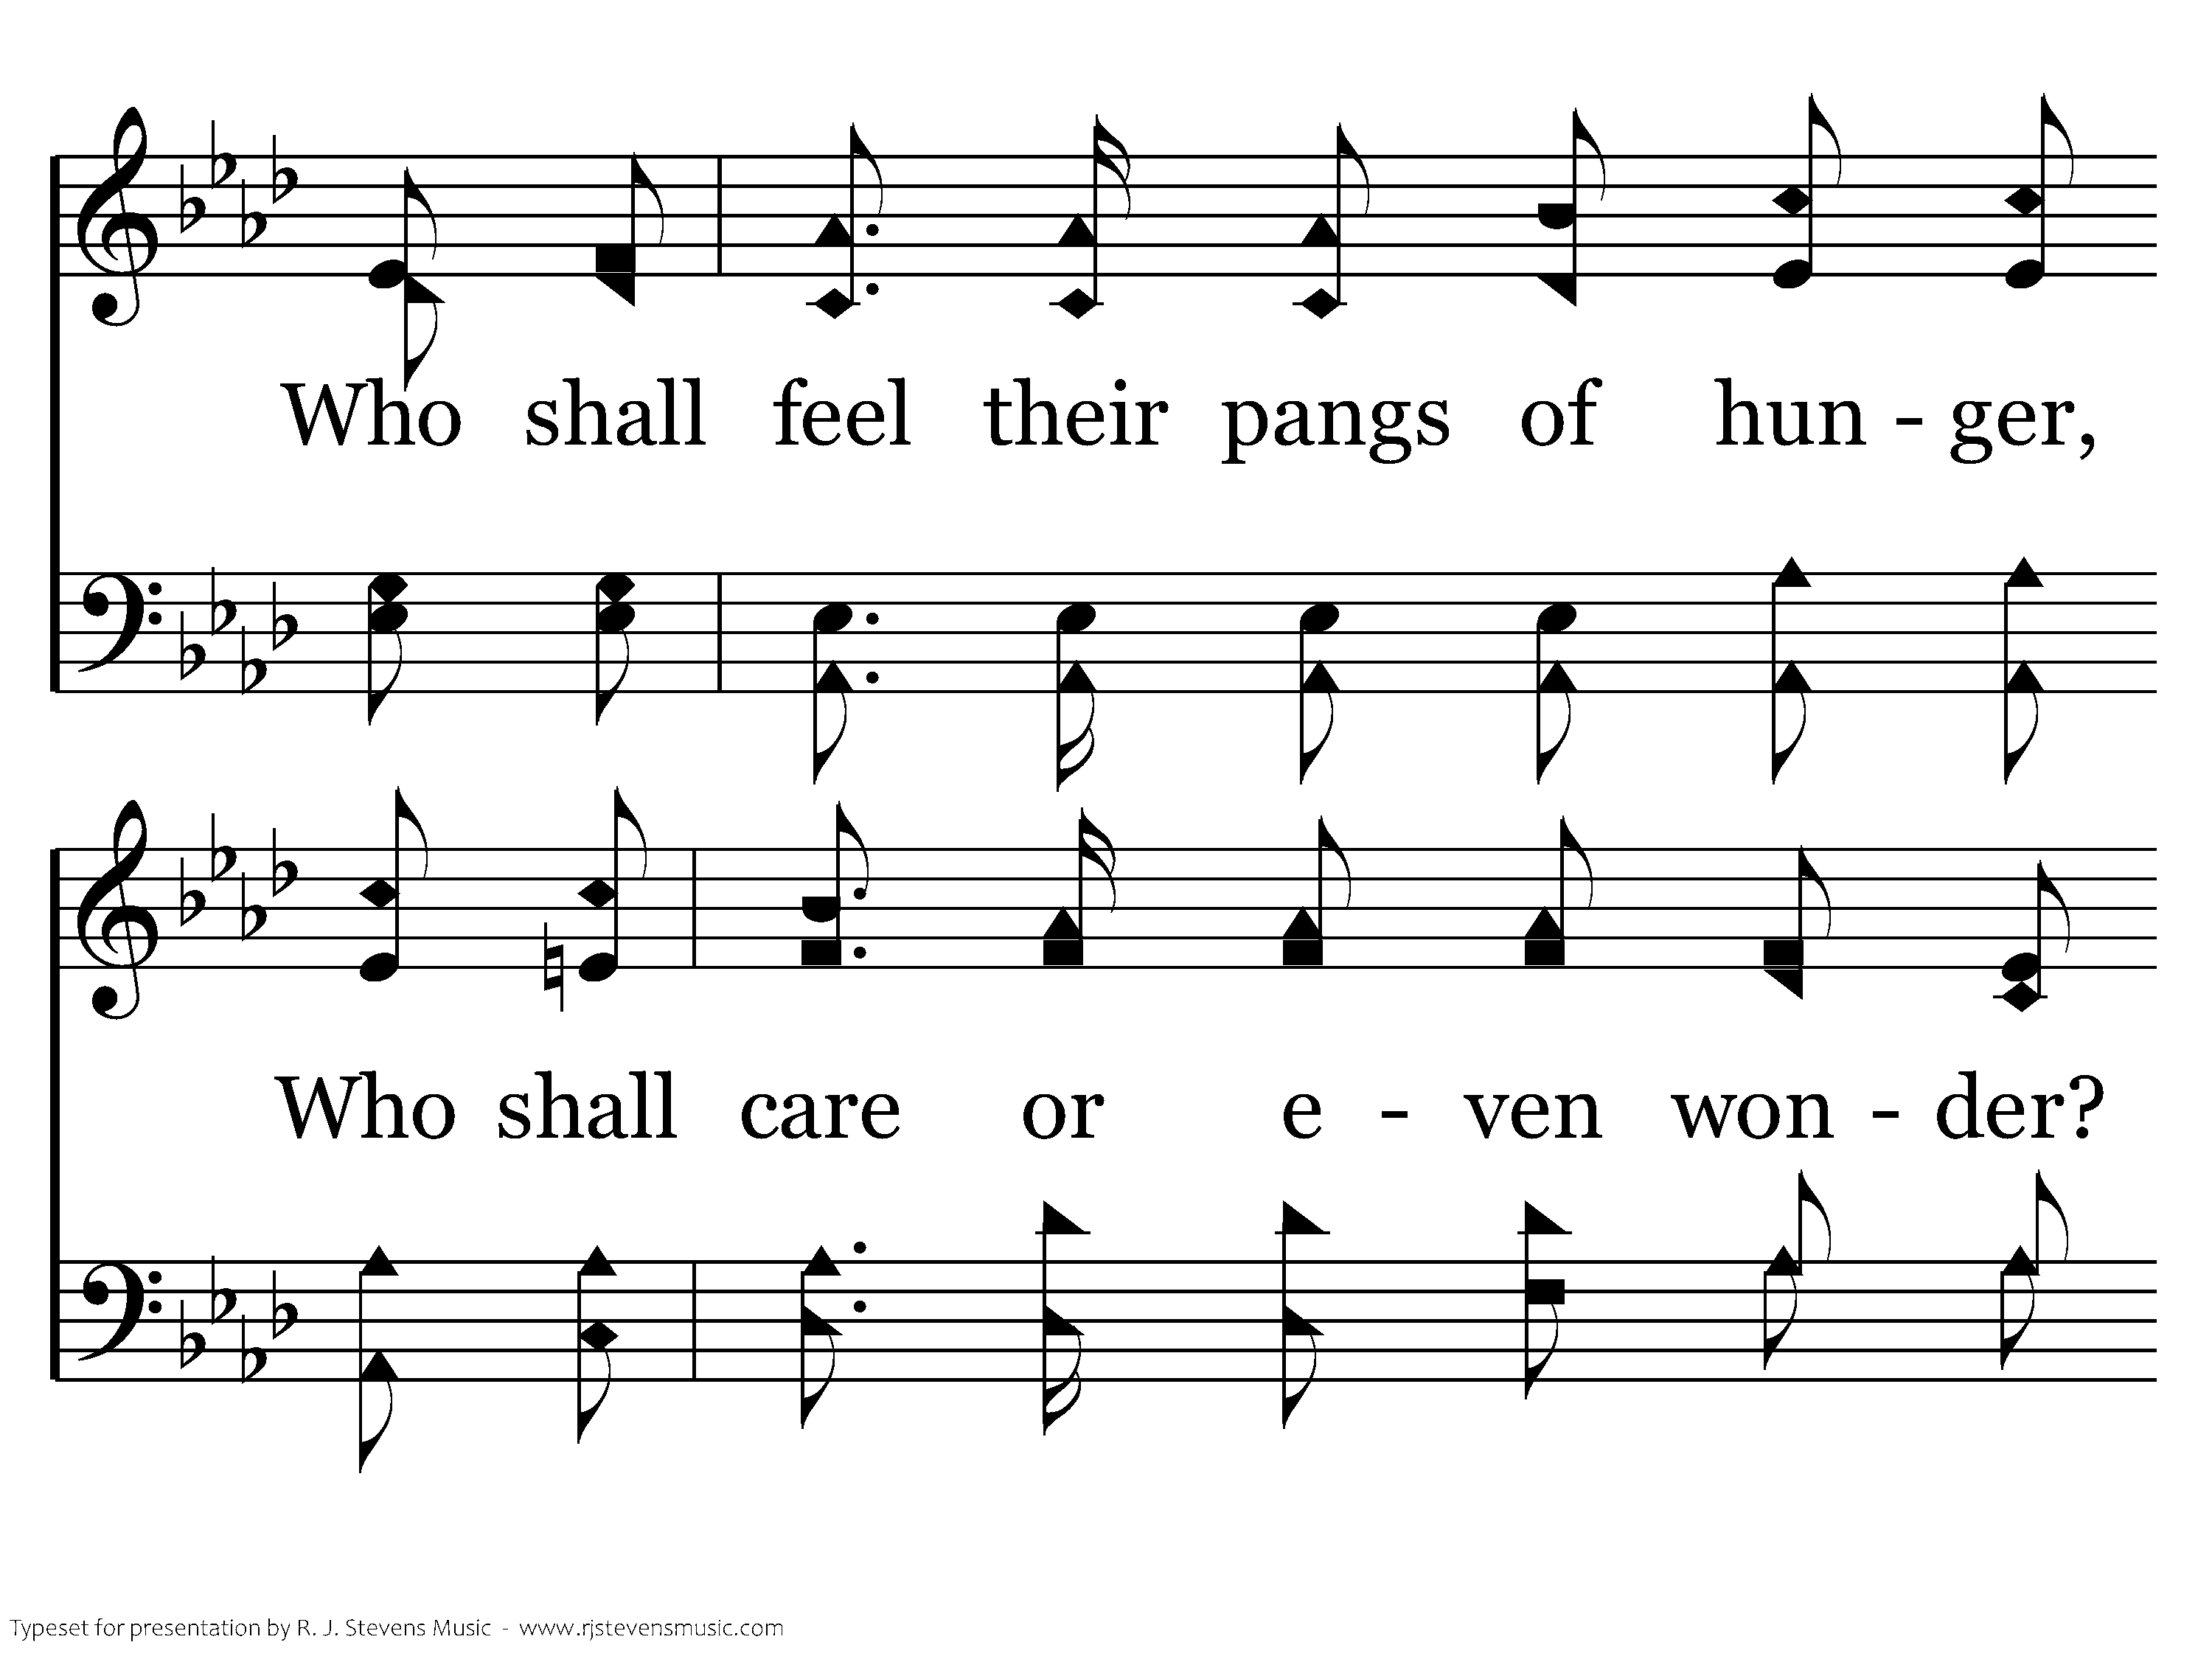 Who shall feel their pangs of hun - ger,
Who shall care or e - ven won - der?
Typeset for presentation by R. J. Stevens Music - www.rjstevensmusic.com